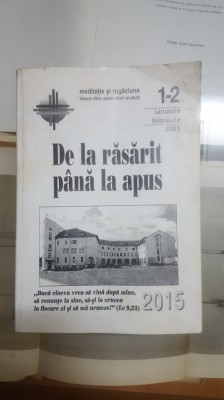 meditație și rugăciune
1-2
ianuarie
februarie
2015
De la răsărit
până la apus
„Dacă cineva vrea să vină după mine,
să renunțe la sine, să-și ia crucea
în fiecare zi și să mă urmeze!” (Lc 9,23)
2015